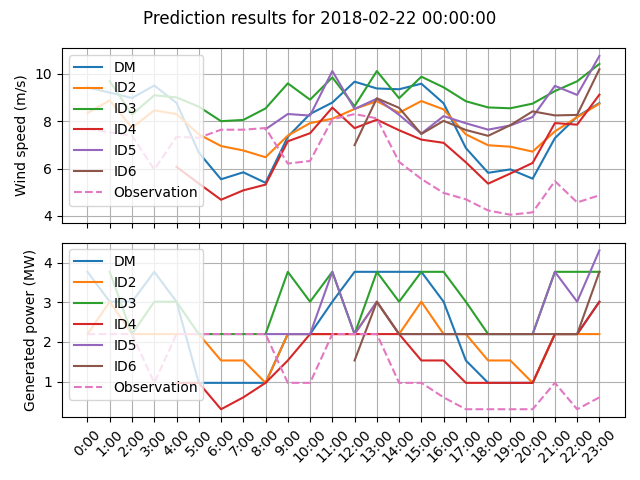 Prediction results for 2018-02-22 00:00:00
Wind speed (m/s)
10
8
6
4
DM
ID2
ID3
ID4
ID5
ID6
Observation
Generated power (MW)
4
3
2
1
DM
ID2
ID3
ID4
ID5
ID6
Observation
0:00 1:00 2:00 3:00 4:00 5:00 6:00 7:00 8:00 9:00 10:00 11:00 12:00 13:00 14:00 15:00 16:00 17:00 18:00 19:00 20:00 21:00 22:00 23:00